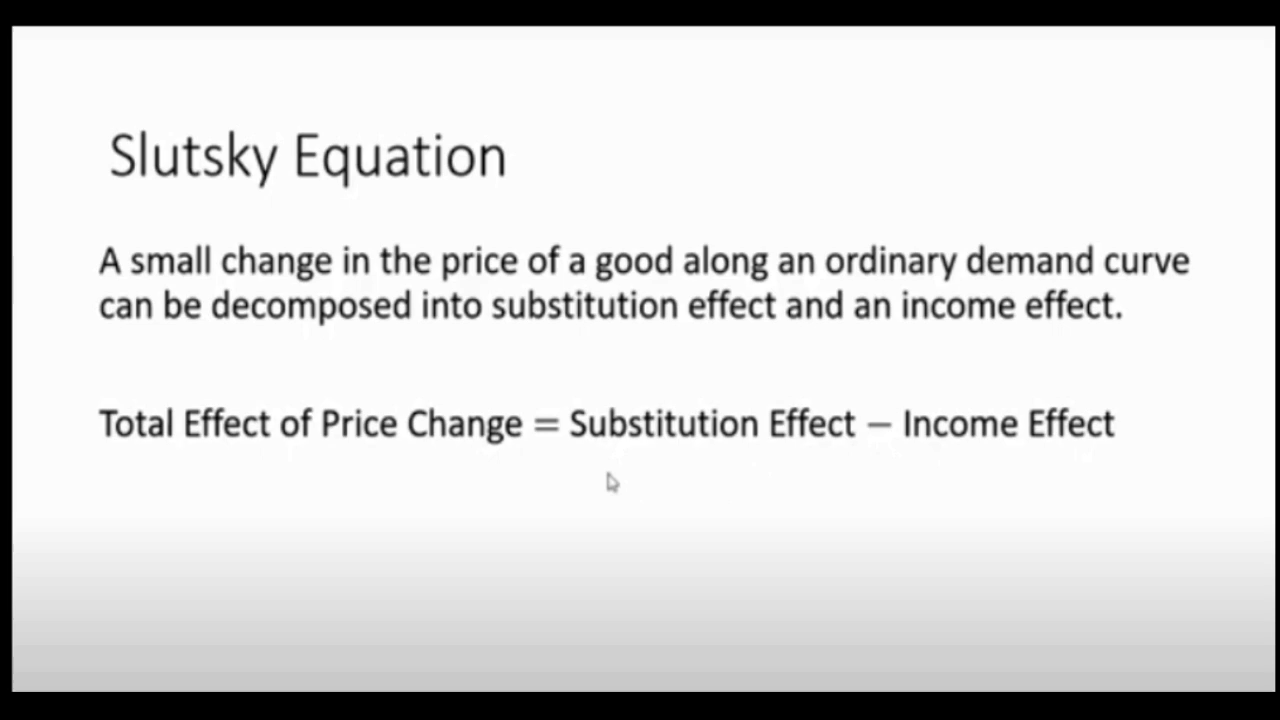 Slutsky Equation
A small change in the price of a good along an ordinary demand curve
can be decomposed into substitution effect and an income effect.
Total Effect of Price Change = Substitution Effect − Income Effect